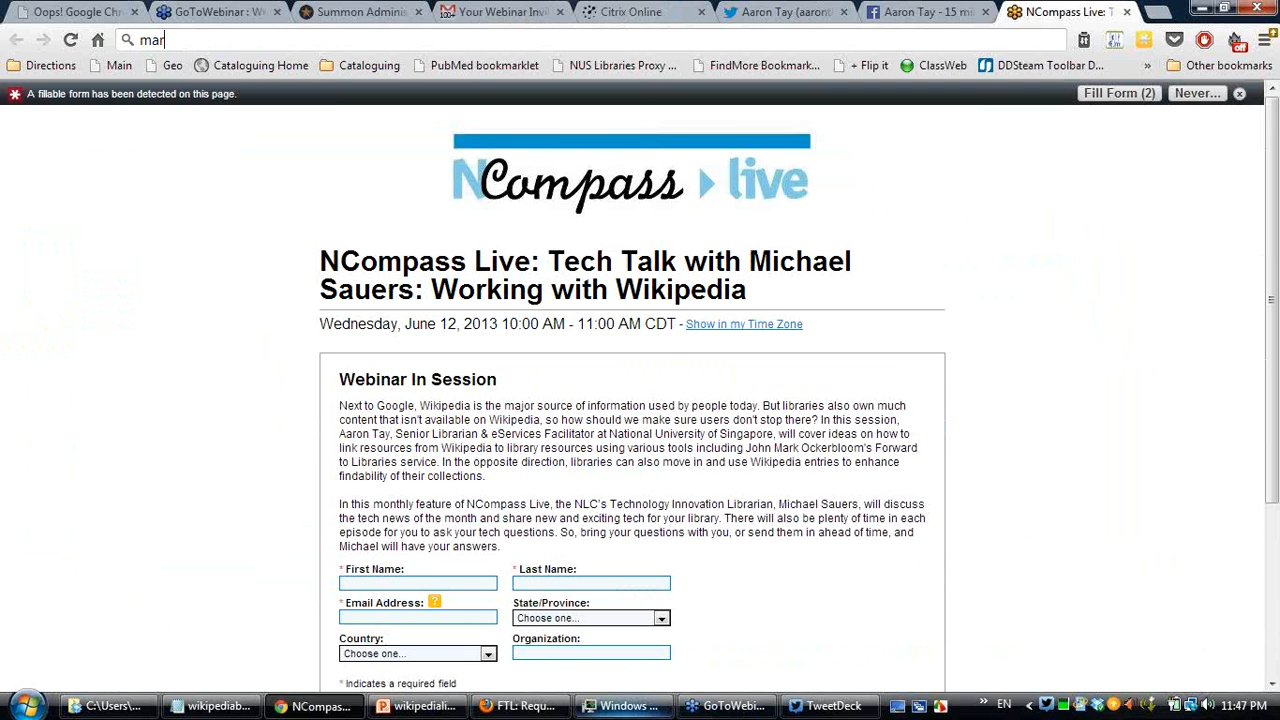 Oops! Google Chr
GoToWebinar : W
Summon Adminis
Your Webinar Invi
Citrix Online
Aaron Tay (aaront
Aaron Tay - 15 mi
NCompass Live: T
mar
Directions
Main
Geo
Cataloguing Home
Cataloguing
PubMed bookmarklet
NUS Libraries Proxy ...
FindMore Bookmark...
+ Flip it
ClassWeb
DDSteam Toolbar D...
»
Other bookmarks
A fillable form has been detected on this page.
Fill Form (2)
Never...
NCompass live
NCompass Live: Tech Talk with Michael
Sauers: Working with Wikipedia
Wednesday, June 12, 2013 10:00 AM - 11:00 AM CDT - Show in my Time Zone
Webinar In Session
Next to Google, Wikipedia is the major source of information used by people today. But libraries also own much
content that isn't available on Wikipedia, so how should we make sure users don't stop there? In this session,
Aaron Tay, Senior Librarian & eServices Facilitator at National University of Singapore, will cover ideas on how to
link resources from Wikipedia to library resources using various tools including John Mark Ockerbloom's Forward
to Libraries service. In the opposite direction, libraries can also move in and use Wikipedia entries to enhance
findability of their collections.
In this monthly feature of NCompass Live, the NLC's Technology Innovation Librarian, Michael Sauers, will discuss
the tech news of the month and share new and exciting tech for your library. There will also be plenty of time in each
episode for you to ask your tech questions. So, bring your questions with you, or send them in ahead of time, and
Michael will have your answers.
* First Name:
* Last Name:
* Email Address: ?
State/Province:
Choose one...
Country:
Organization:
Choose one...
* Indicates a required field
C:\Users\...
wikipediab...
NCompas...
wikipediali...
FTL: Requ...
Windows ...
GoToWebi...
TweetDeck
»
EN
11:47 PM